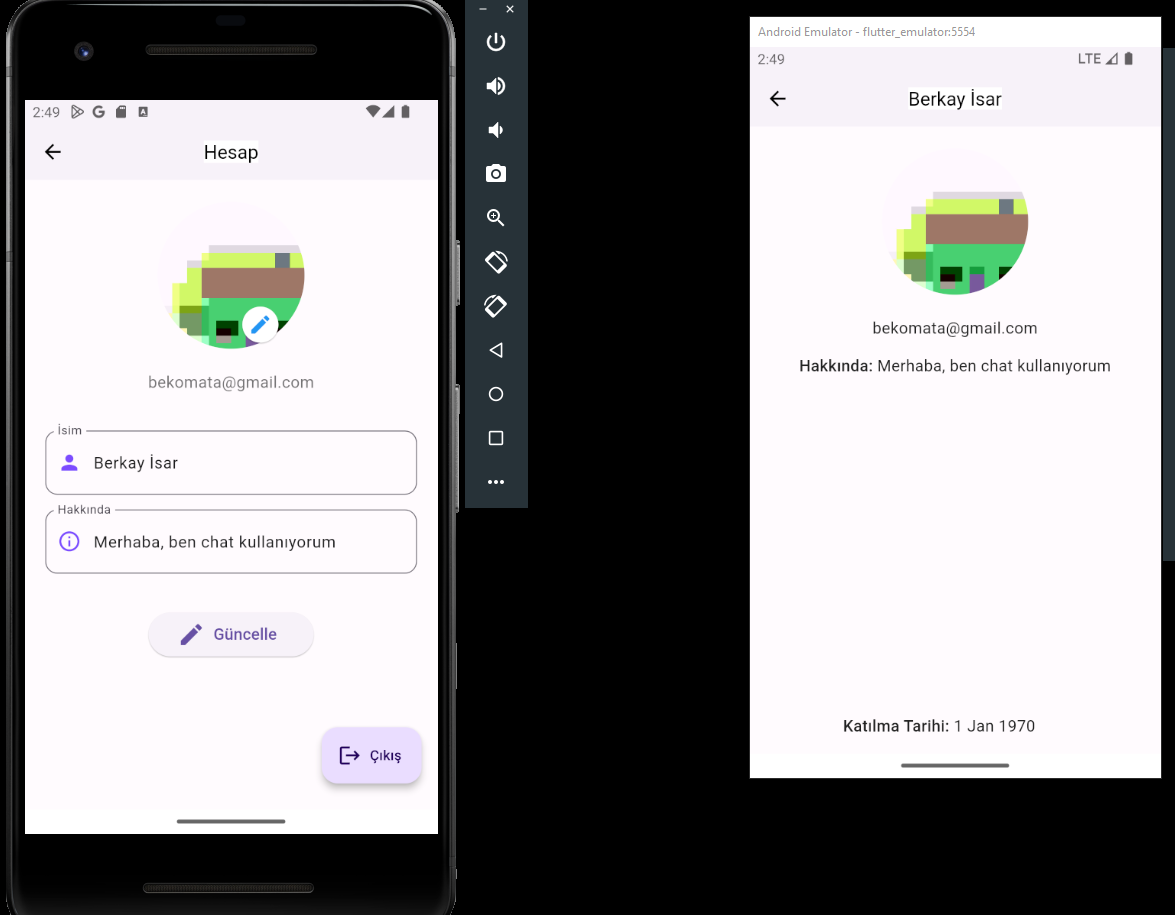 2:49
Hesap
bekomata@gmail.com
İsim
Berkay İsar
Hakkında
Merhaba, ben chat kullanıyorum
Güncelle
Çıkış
Android Emulator - flutter_emulator:5554
2:49 LTE
Berkay İsar
bekomata@gmail.com
Hakkında: Merhaba, ben chat kullanıyorum
Katılma Tarihi: 1 Jan 1970